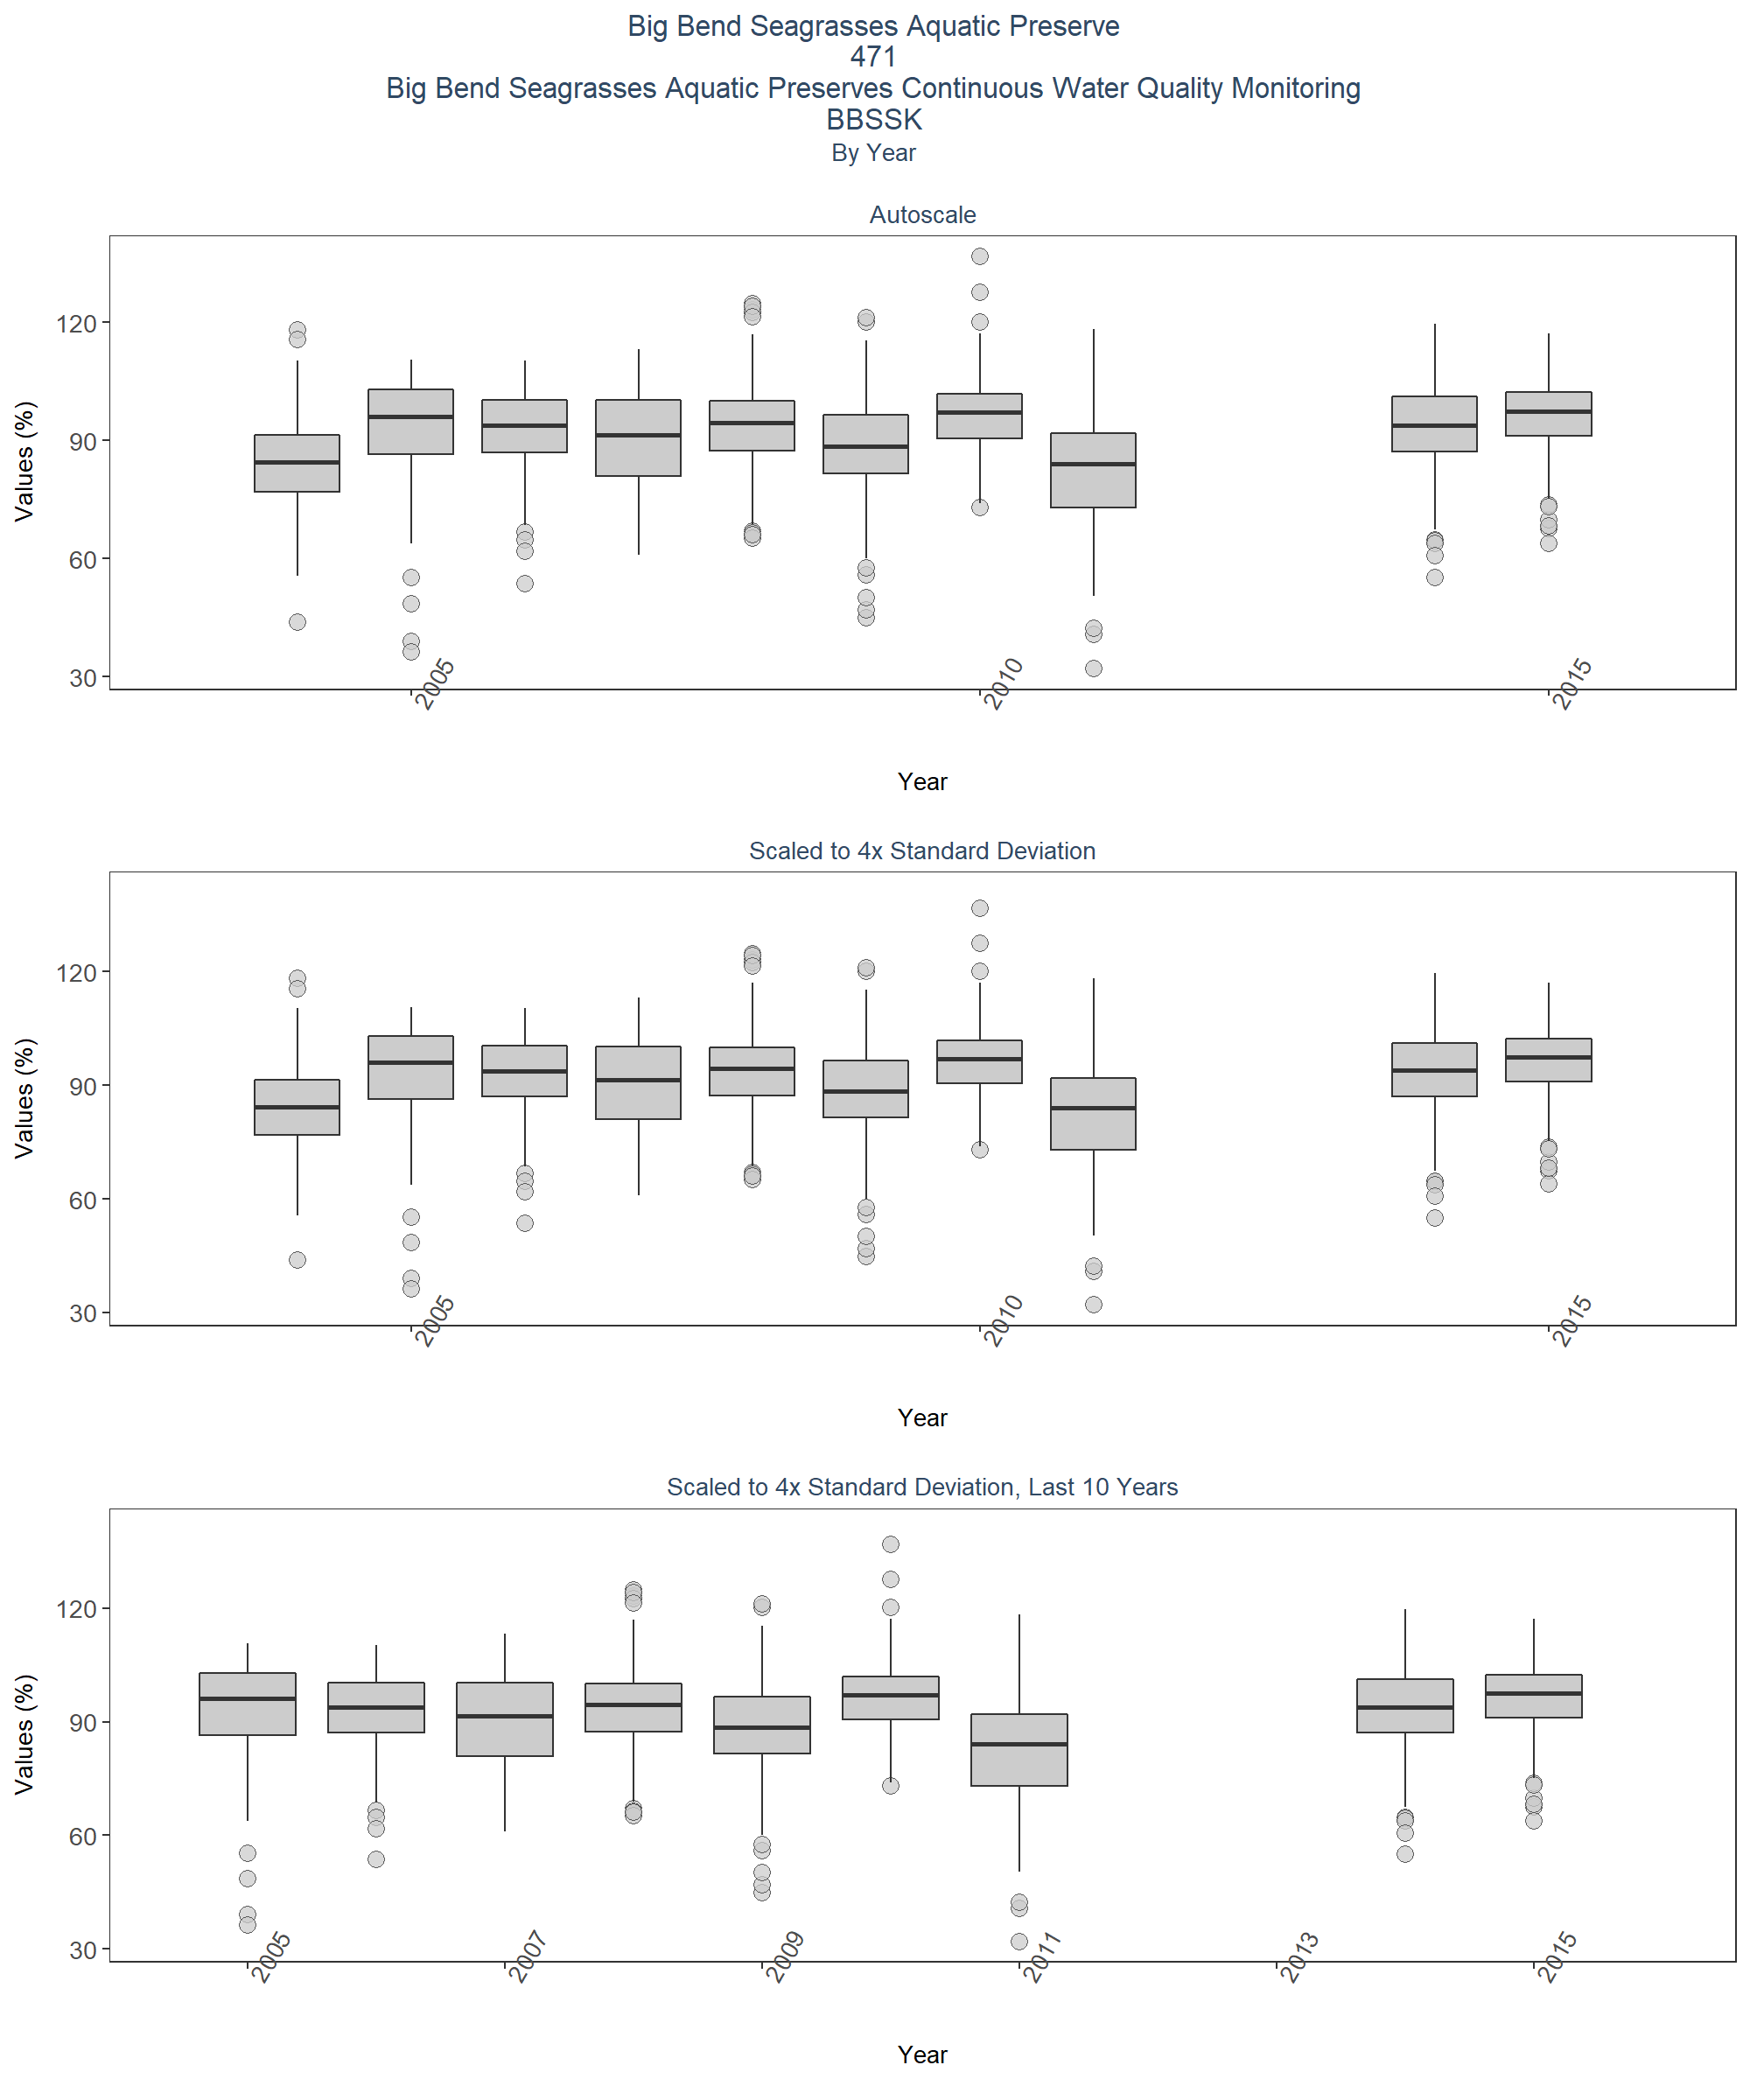 Big Bend Seagrasses Aquatic Preserve
471
Big Bend Seagrasses Aquatic Preserves Continuous Water Quality Monitoring
BBSSK
By Year
Autoscale
Values (%)
120
90
60
30
2005
2010
2015
Year
Scaled to 4x Standard Deviation
Values (%)
120
90
60
30
2005
2010
2015
Year
Scaled to 4x Standard Deviation, Last 10 Years
Values (%)
120
90
60
30
2005
2007
2009
2011
2013
2015
Year